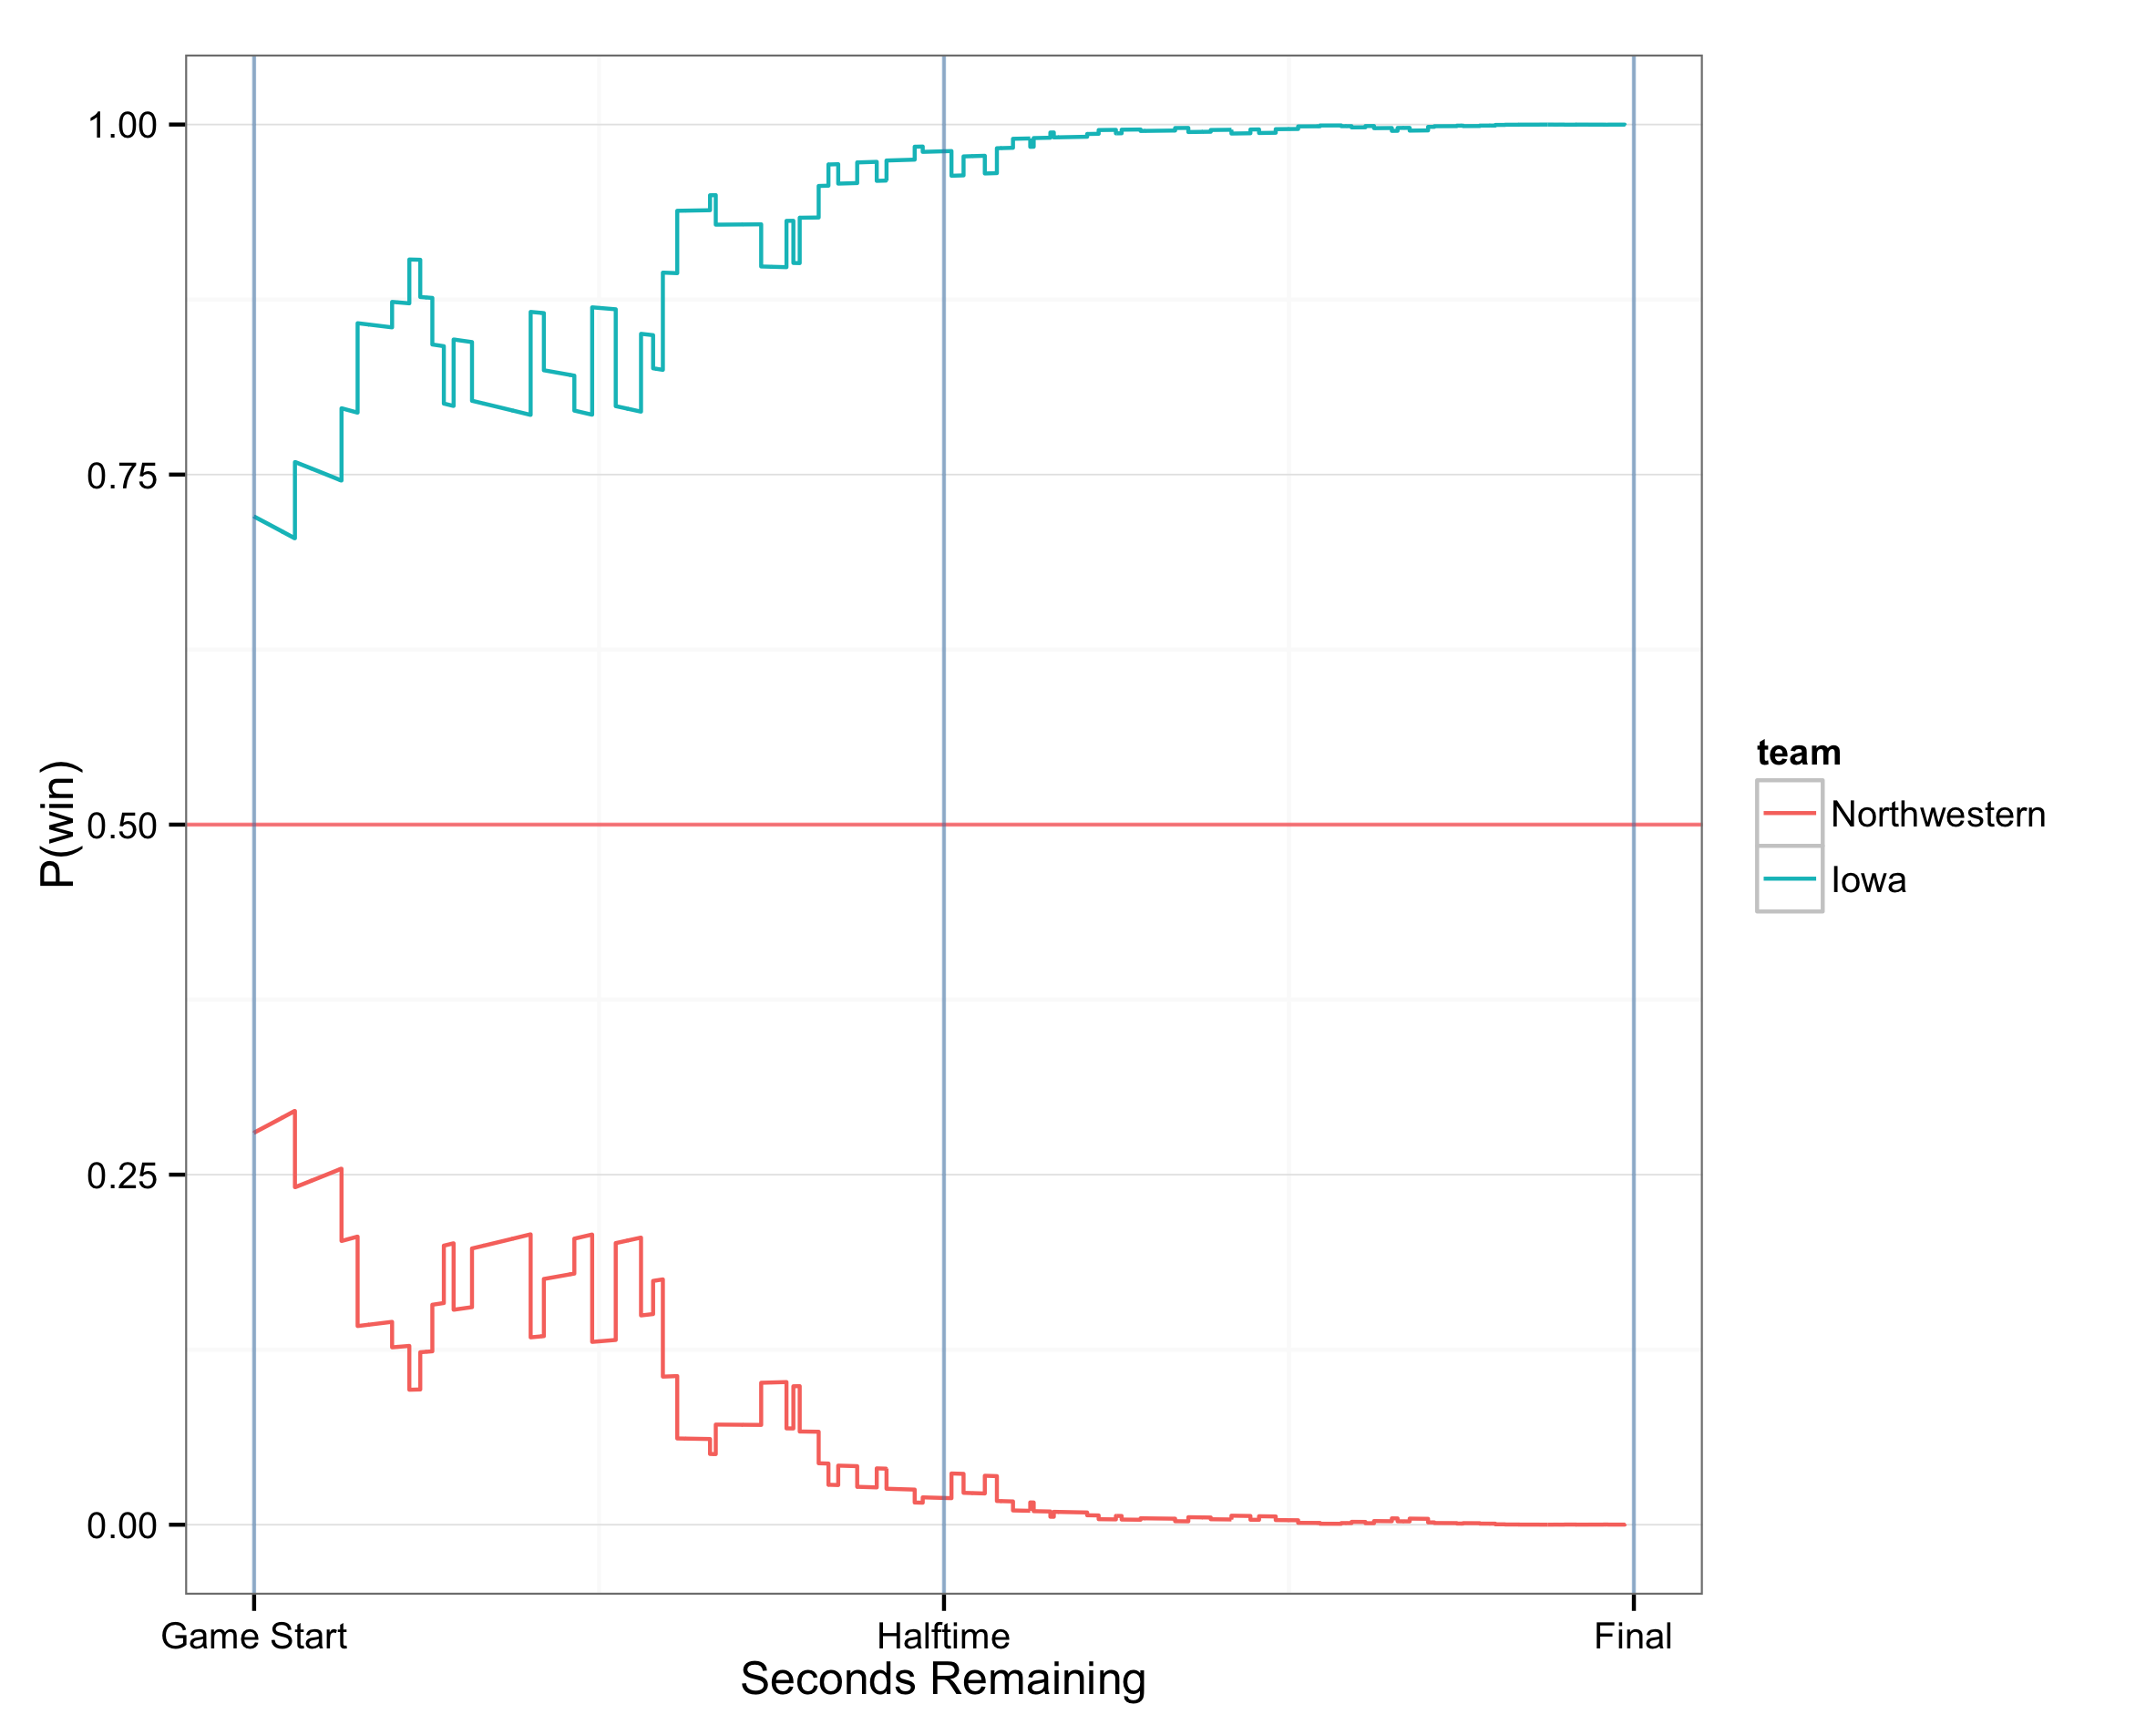 1.00
0.75
0.50
0.25
0.00
P(win)
Game Start
Halftime
Final
Seconds Remaining
team
Northwestern
Iowa